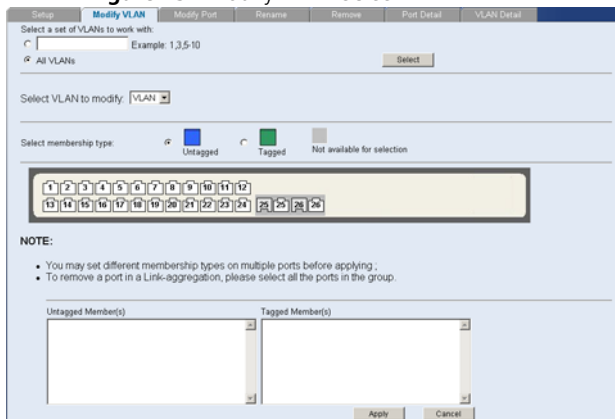 Setup Modify VLAN Modify Port Rename Remove Port Detail VLAN Detail
Select a set of VLANs to work with:
Example: 1,3,5-10
All VLANs Select
Select VLAN to modify: VLAN
Select membership type: Untagged Tagged Not available for selection
1 2 3 4 5 6 7 8 9 10 11 12
13 14 15 16 17 18 19 20 21 22 23 24 25 25 26 26
NOTE:
• You may set different membership types on multiple ports before applying ;
• To remove a port in a Link-aggregation, please select all the ports in the group.
Untagged Member(s) Tagged Member(s)
Apply Cancel